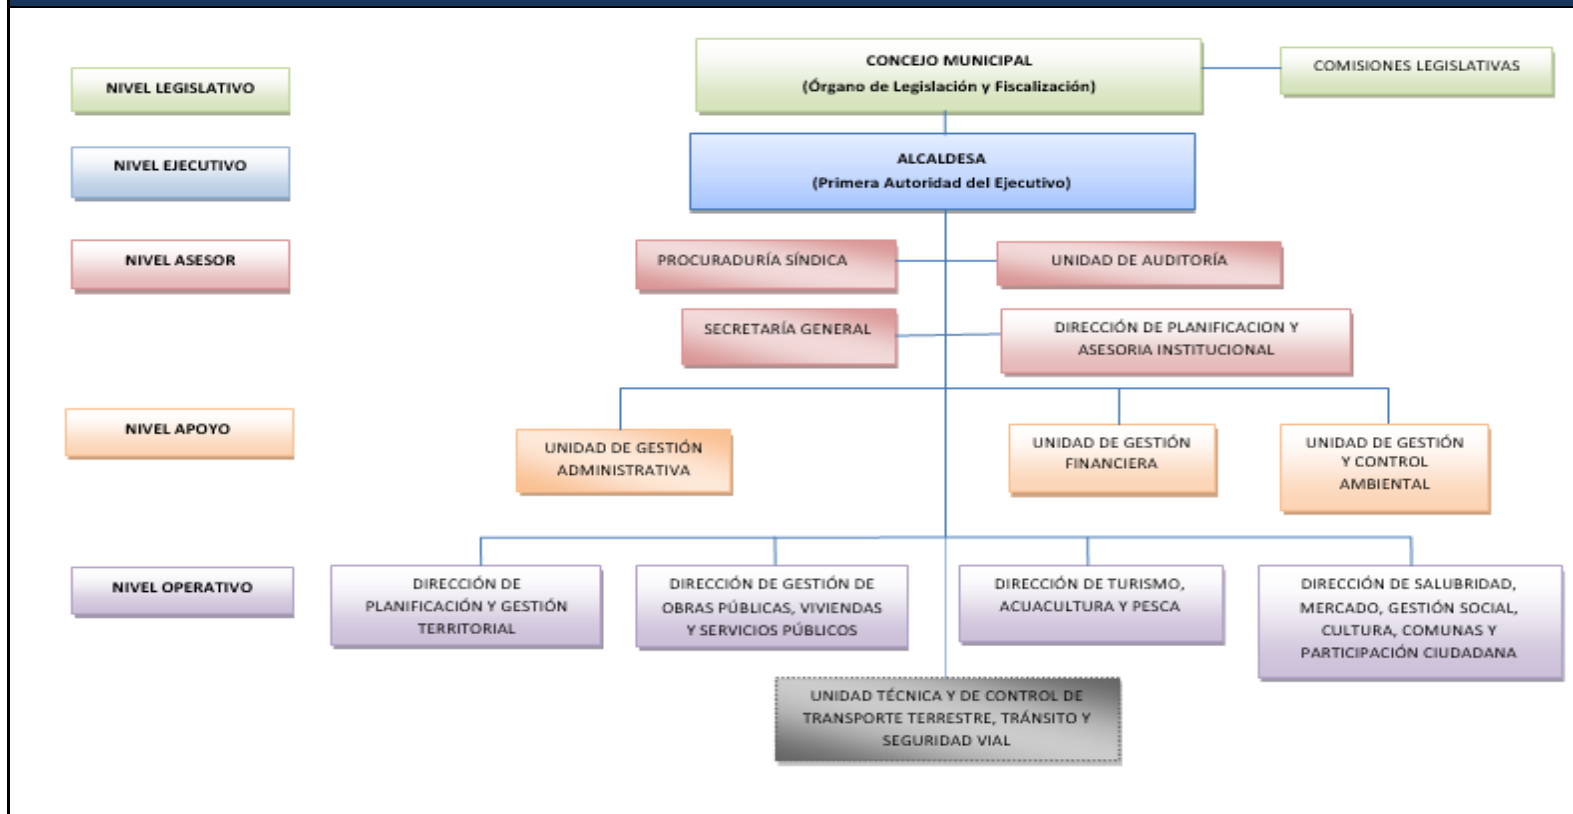 NIVEL LEGISLATIVO
CONCEJO MUNICIPAL
(Órgano de Legislación y Fiscalización)
COMISIONES LEGISLATIVAS
NIVEL EJECUTIVO
ALCALDESA
(Primera Autoridad del Ejecutivo)
NIVEL ASESOR
PROCURADURÍA SÍNDICA
UNIDAD DE AUDITORÍA
SECRETARÍA GENERAL
DIRECCIÓN DE PLANIFICACION Y
ASESORIA INSTITUCIONAL
NIVEL APOYO
UNIDAD DE GESTIÓN
ADMINISTRATIVA
UNIDAD DE GESTIÓN
FINANCIERA
UNIDAD DE GESTIÓN
Y CONTROL
AMBIENTAL
NIVEL OPERATIVO
DIRECCIÓN DE
PLANIFICACIÓN Y GESTIÓN
TERRITORIAL
DIRECCIÓN DE GESTIÓN DE
OBRAS PÚBLICAS, VIVIENDAS
Y SERVICIOS PÚBLICOS
DIRECCIÓN DE TURISMO,
ACUACULTURA Y PESCA
DIRECCIÓN DE SALUBRIDAD,
MERCADO, GESTIÓN SOCIAL,
CULTURA, COMUNAS Y
PARTICIPACIÓN CIUDADANA
UNIDAD TÉCNICA Y DE CONTROL DE
TRANSPORTE TERRESTRE, TRÁNSITO Y
SEGURIDAD VIAL